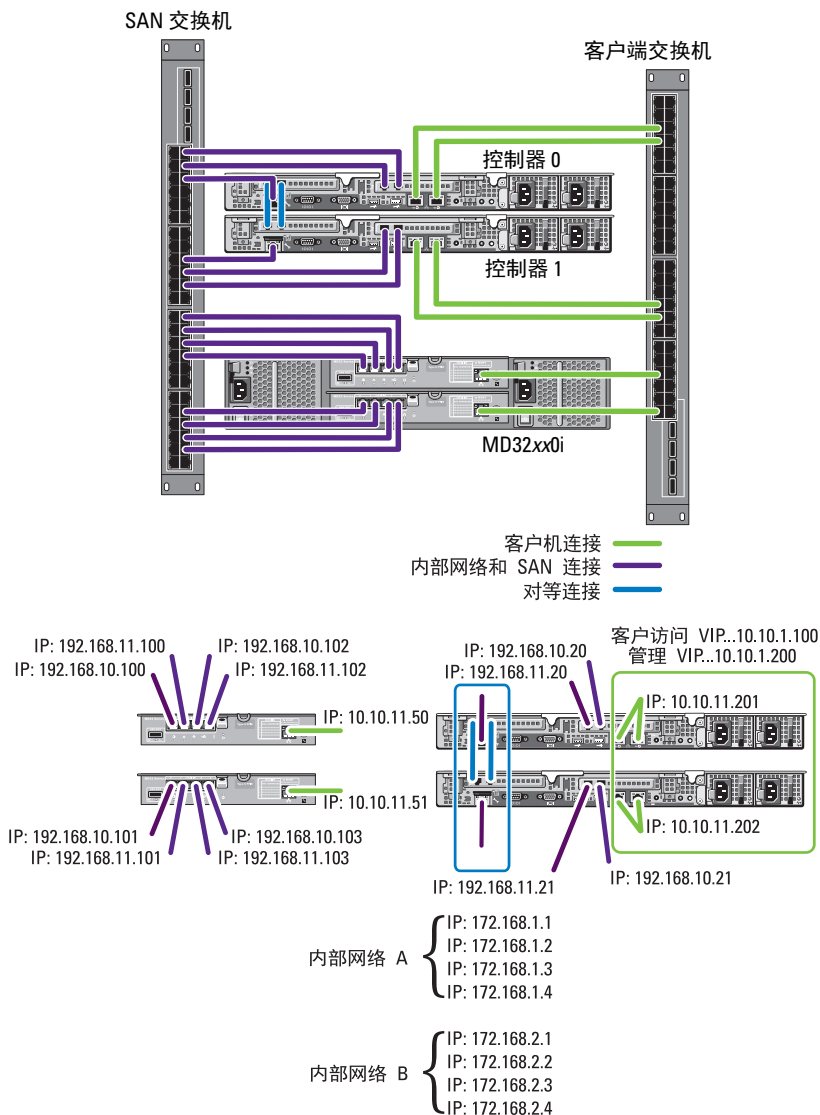 SAN 交换机
客户端交换机
控制器 0
控制器 1
MD32xx0i
客户机连接
内部网络和 SAN 连接
对等连接
IP: 192.168.11.100
IP: 192.168.10.102
IP: 192.168.10.100
IP: 192.168.11.102
IP: 10.10.11.50
IP: 10.10.11.51
IP: 192.168.10.101
IP: 192.168.10.103
IP: 192.168.11.101
IP: 192.168.11.103
客户访问 VIP...10.10.1.100
管理 VIP...10.10.1.200
IP: 192.168.10.20
IP: 192.168.11.20
IP: 10.10.11.201
IP: 10.10.11.202
IP: 192.168.11.21
IP: 192.168.10.21
内部网络 A
IP: 172.168.1.1
IP: 172.168.1.2
IP: 172.168.1.3
IP: 172.168.1.4
内部网络 B
IP: 172.168.2.1
IP: 172.168.2.2
IP: 172.168.2.3
IP: 172.168.2.4